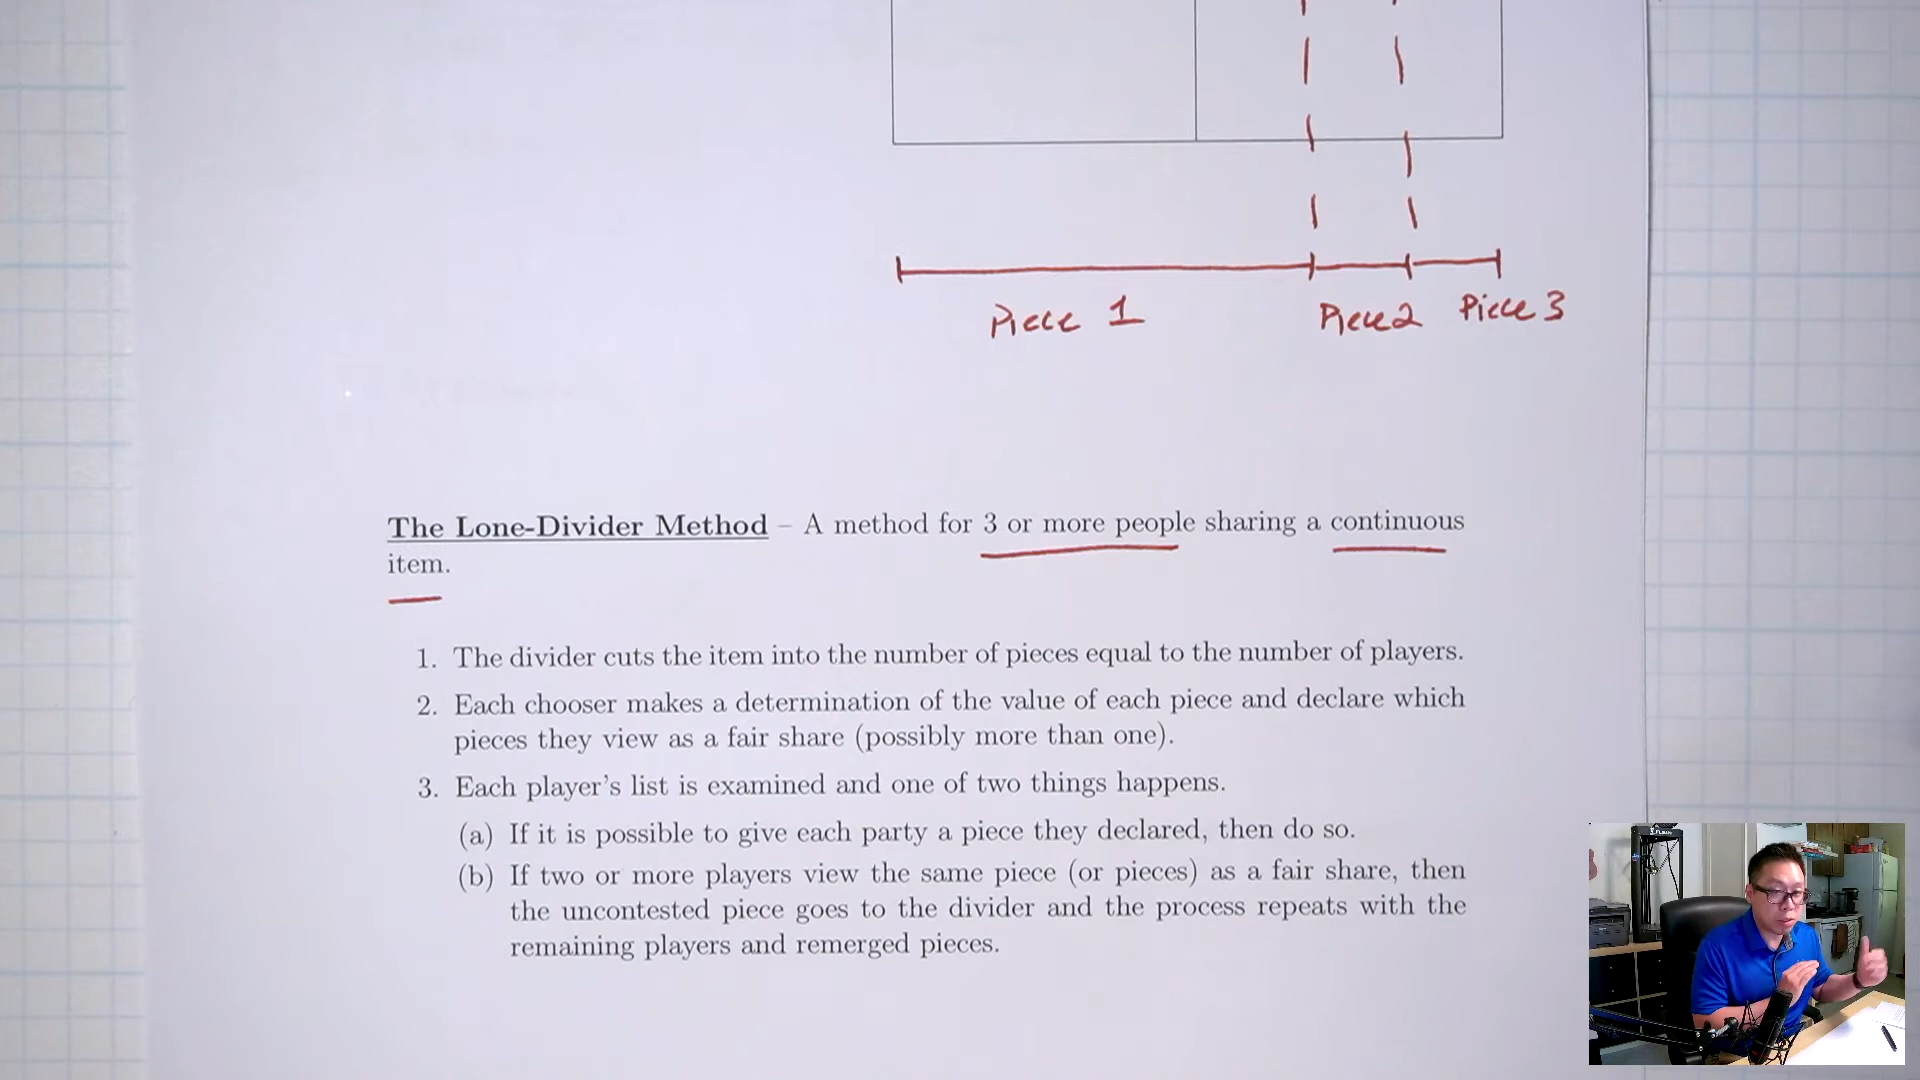 Piece 1 Piece 2 Piece 3
The Lone-Divider Method – A method for 3 or more people sharing a continuous
item.
1. The divider cuts the item into the number of pieces equal to the number of players.
2. Each chooser makes a determination of the value of each piece and declare which
pieces they view as a fair share (possibly more than one).
3. Each player's list is examined and one of two things happens.
(a) If it is possible to give each party a piece they declared, then do so.
(b) If two or more players view the same piece (or pieces) as a fair share, then
the uncontested piece goes to the divider and the process repeats with the
remaining players and remerged pieces.